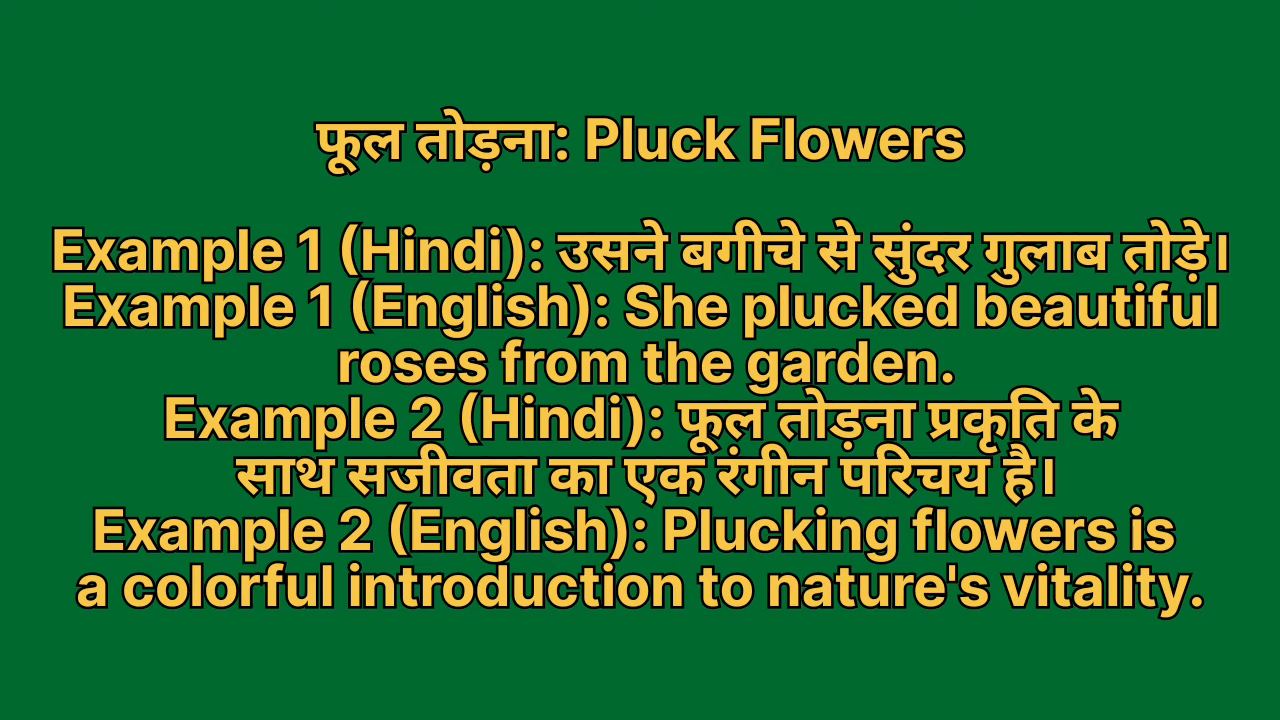 फूल तोड़ना: Pluck Flowers
Example 1 (Hindi): उसने बगीचे से सुंदर गुलाब तोड़े।
Example 1 (English): She plucked beautiful
roses from the garden.
Example 2 (Hindi): फूल तोड़ना प्रकृति के
साथ सजीवता का एक रंगीन परिचय है।
Example 2 (English): Plucking flowers is
a colorful introduction to nature's vitality.